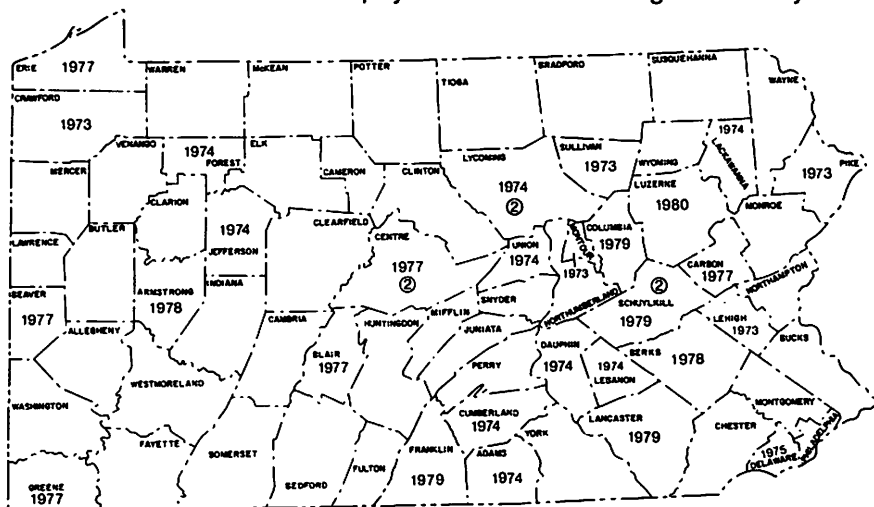 ERIE
1977
WARREN
McKEAN
POTTER
TIOGA
BRADFORD
SUSQUEHANNA
WAYNE
CRAWFORD
1973
VENANGO
1974
FOREST
ELK
CAMERON
CLINTON
LYCOMING
1974
②
SULLIVAN
1973
WYOMING
1974
LACKAWANNA
PIKE
1973
MERCER
CLARION
1974
JEFFERSON
CLEARFIELD
CENTRE
1977
②
UNION
1974
MONTOUR
1973
COLUMBIA
1979
LUZERNE
1980
MONROE
LAWRENCE
BUTLER
ARMSTRONG
1978
INDIANA
CARBON
1977
NORTHAMPTON
BEAVER
1977
ALLEGHENY
CAMBRIA
BLAIR
1977
HUNTINGDON
MIFFLIN
SNYDER
JUNIATA
NORTHUMBERLAND
②
SCHUYLKILL
1979
LEHIGH
1973
BUCKS
PERRY
DAUPHIN
1974
1974
LEBANON
BERKS
1978
WASHINGTON
WESTMORELAND
MONTGOMERY
PHILADELPHIA
FAYETTE
SOMERSET
BEDFORD
FULTON
FRANKLIN
1979
CUMBERLAND
1974
ADAMS
1974
YORK
LANCASTER
1979
CHESTER
1975
DELAWARE
GREENE
1977